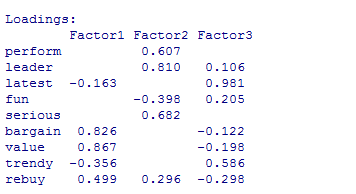 Loadings:
        Factor1 Factor2 Factor3
perform          0.607
leader           0.810   0.106
latest  -0.163           0.981
fun             -0.398   0.205
serious          0.682
bargain  0.826          -0.122
value    0.867          -0.198
trendy  -0.356           0.586
rebuy    0.499   0.296  -0.298